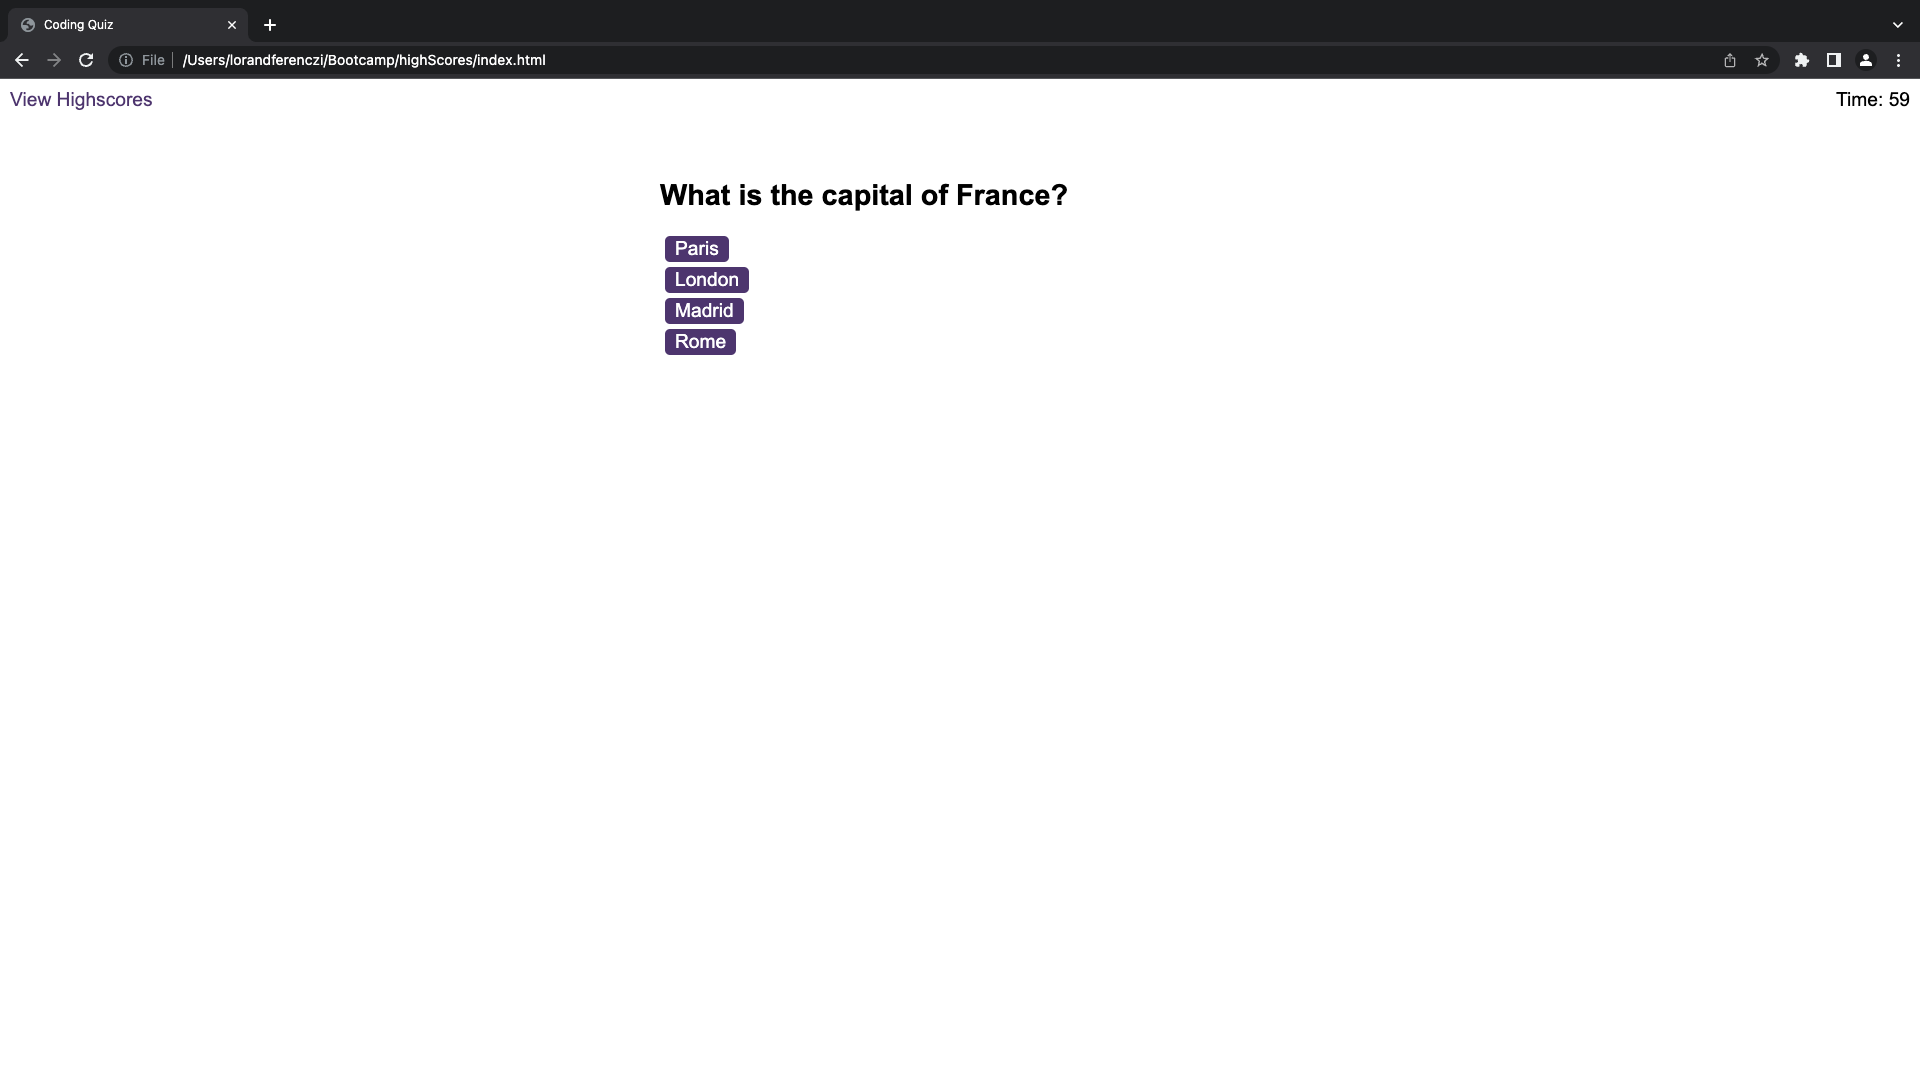 Coding Quiz
File
/Users/lorandferenczi/Bootcamp/highScores/index.html
View Highscores
Time: 59
What is the capital of France?
Paris
London
Madrid
Rome